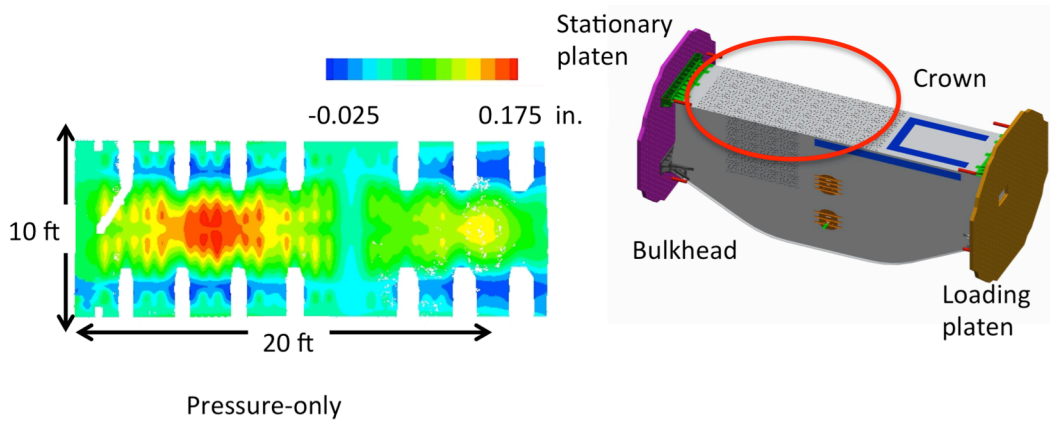 Stationary
platen
Crown
-0.025 0.175 in.
10 ft
Bulkhead
Loading
platen
20 ft
Pressure-only